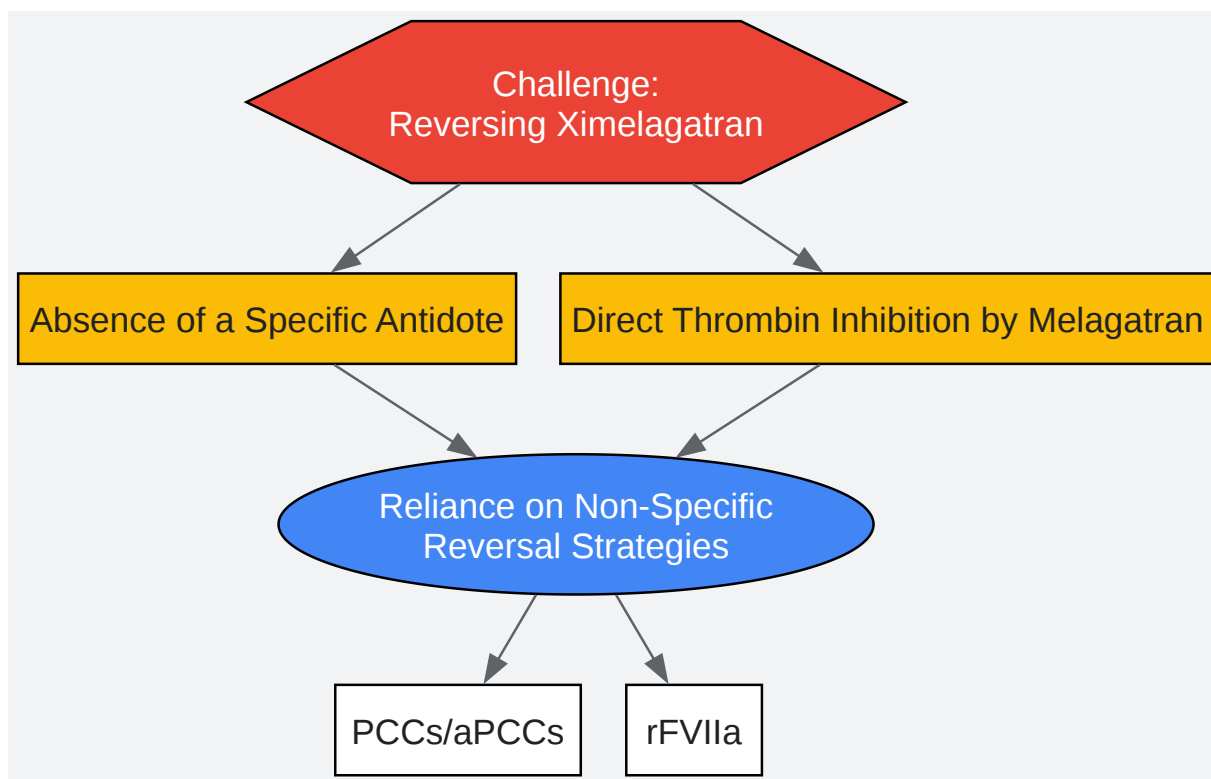 Challenge:
Reversing Ximelagatran
Absence of a Specific Antidote
Direct Thrombin Inhibition by Melagatran
Reliance on Non-Specific
Reversal Strategies
PCCs/aPCCs
rFVIIa